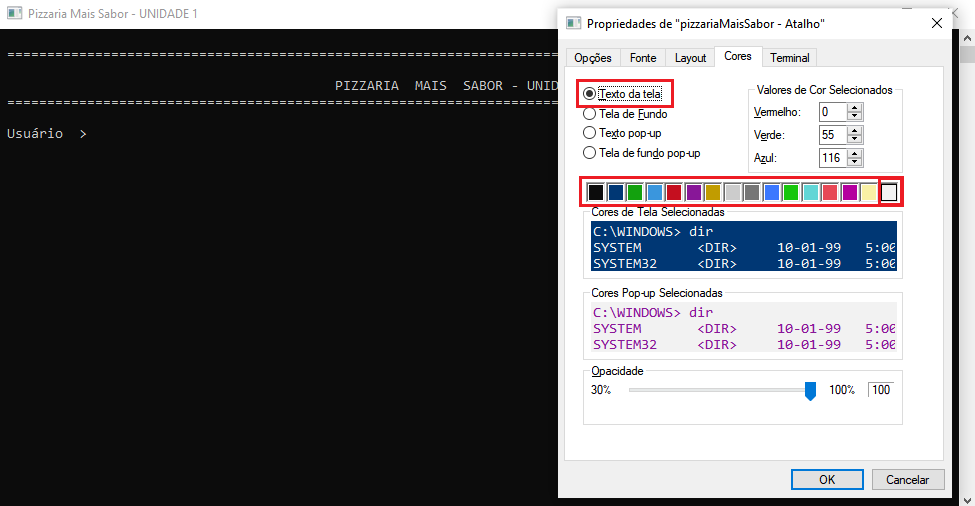 Pizzaria Mais Sabor - UNIDADE 1
================================================================
PIZZARIA MAIS SABOR - UNID
================================================================
Usuário >
Propriedades de "pizzariaMaisSabor - Atalho"
Opções Fonte Layout Cores Terminal
Texto da tela
Tela de Fundo
Texto pop-up
Tela de fundo pop-up
Valores de Cor Selecionados
Vermelho: 0
Verde: 55
Azul: 116
Cores de Tela Selecionadas
C:\WINDOWS> dir
SYSTEM <DIR> 10-01-99 5:00
SYSTEM32 <DIR> 10-01-99 5:00
Cores Pop-up Selecionadas
C:\WINDOWS> dir
SYSTEM <DIR> 10-01-99 5:00
SYSTEM32 <DIR> 10-01-99 5:00
Opacidade
30% 100% 100
OK Cancelar